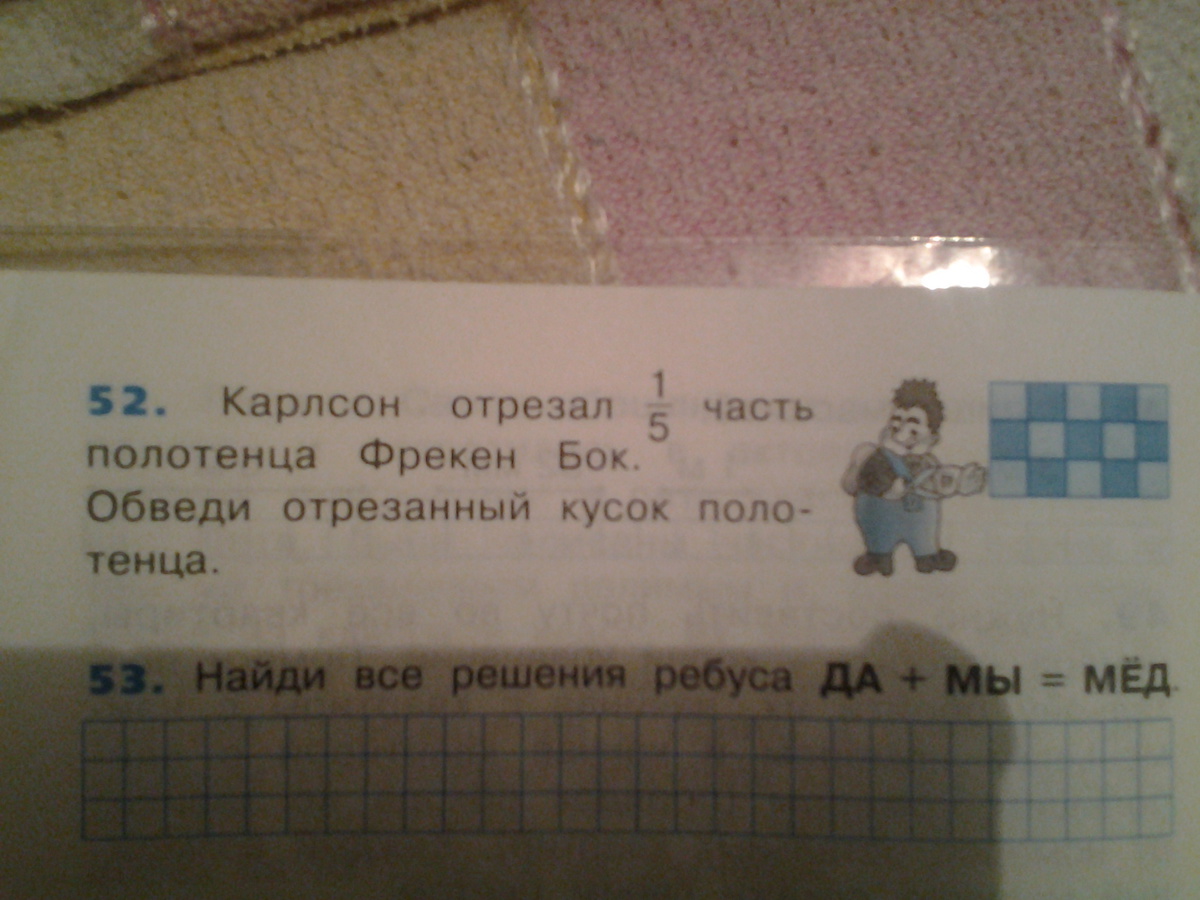 52. Карлсон отрезал 1/5 часть
полотенца Фрекен Бок.
Обведи отрезанный кусок поло-
тенца.
53. Найди все решения ребуса ДА + МЫ = МЁД.